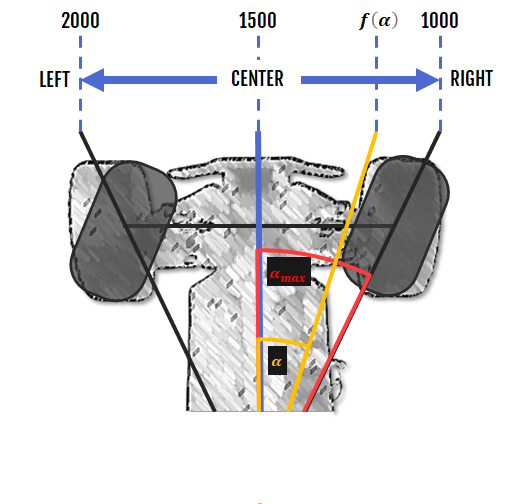 2000 1500 f(α) 1000
LEFT CENTER RIGHT
αmax
α